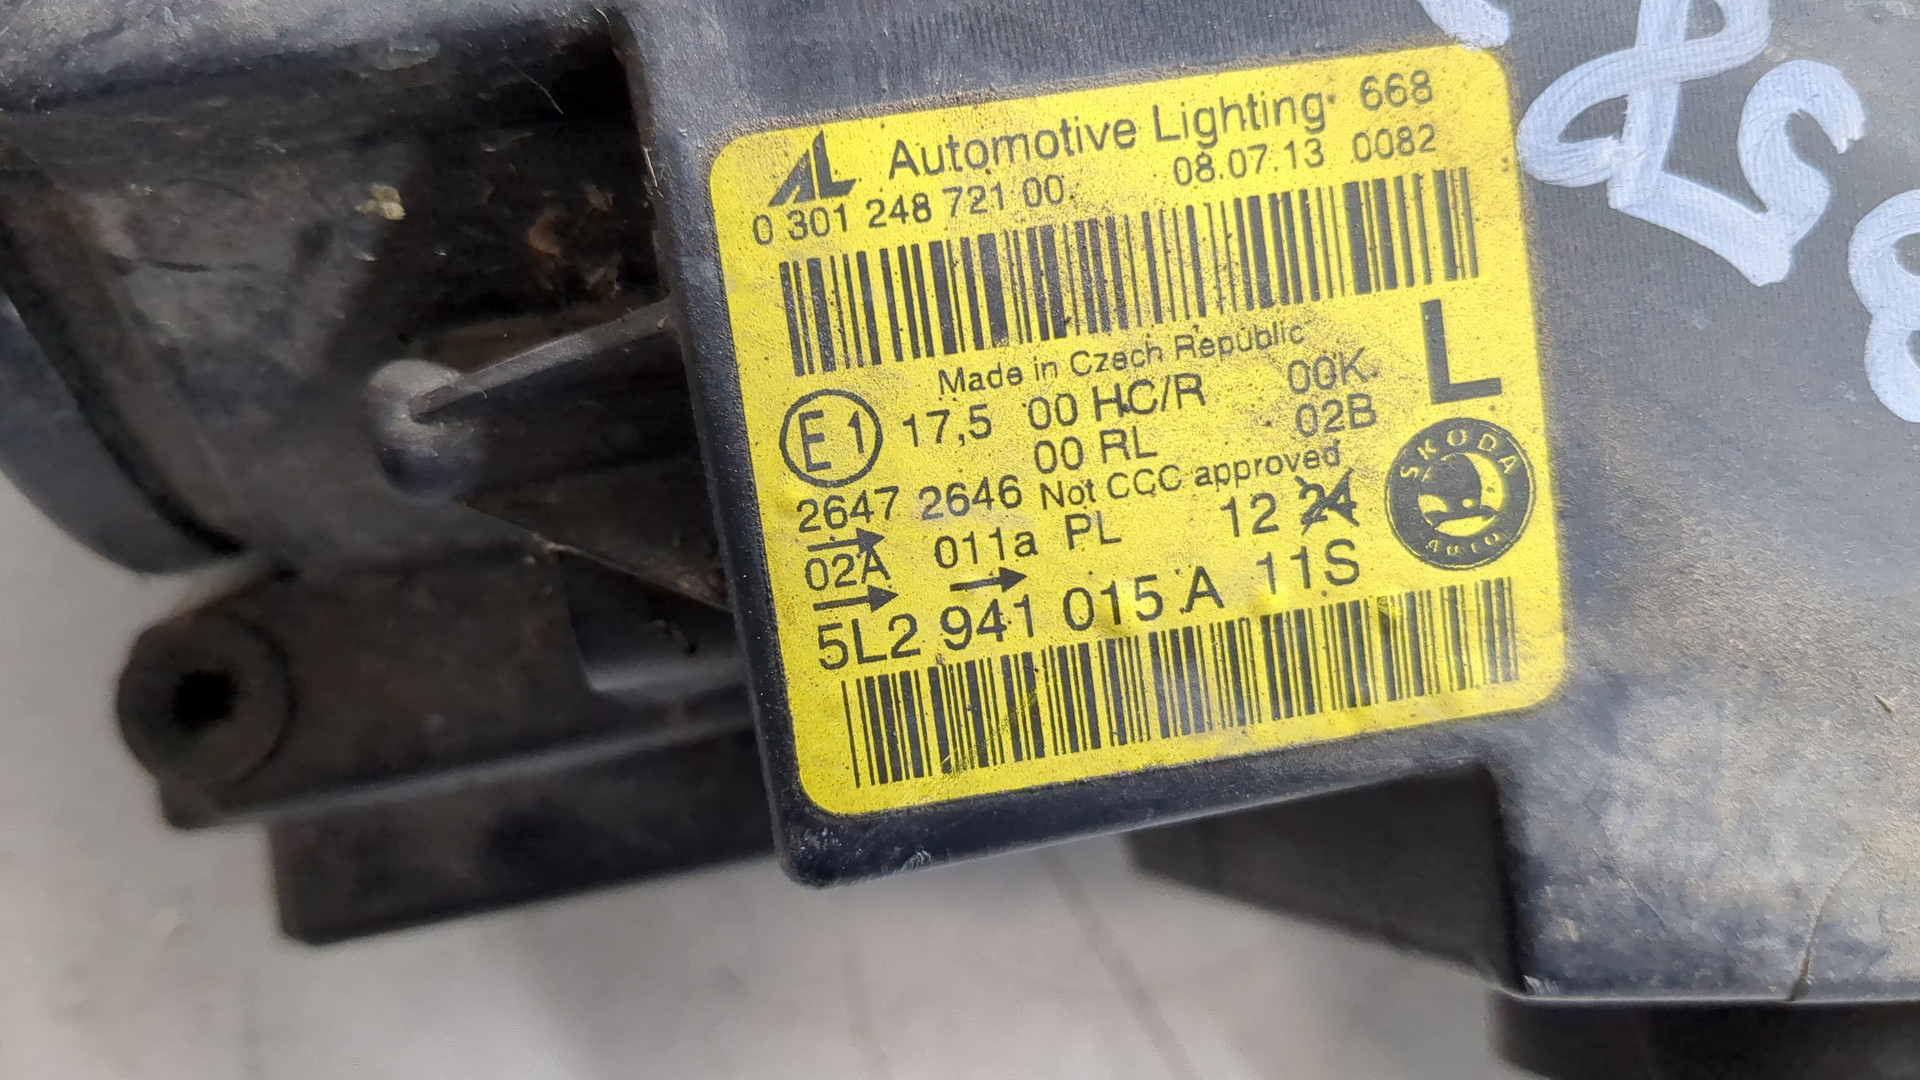 AL Automotive Lighting 668
0 301 248 721 00 08.07.13 0082
Made in Czech Republic
E1 17,5 00 HC/R 00K L
00 RL 02B
2647 2646 Not CCC approved
02A 011a PL 12 24
5L2 941 015 A 11S
SKODA
AUTO